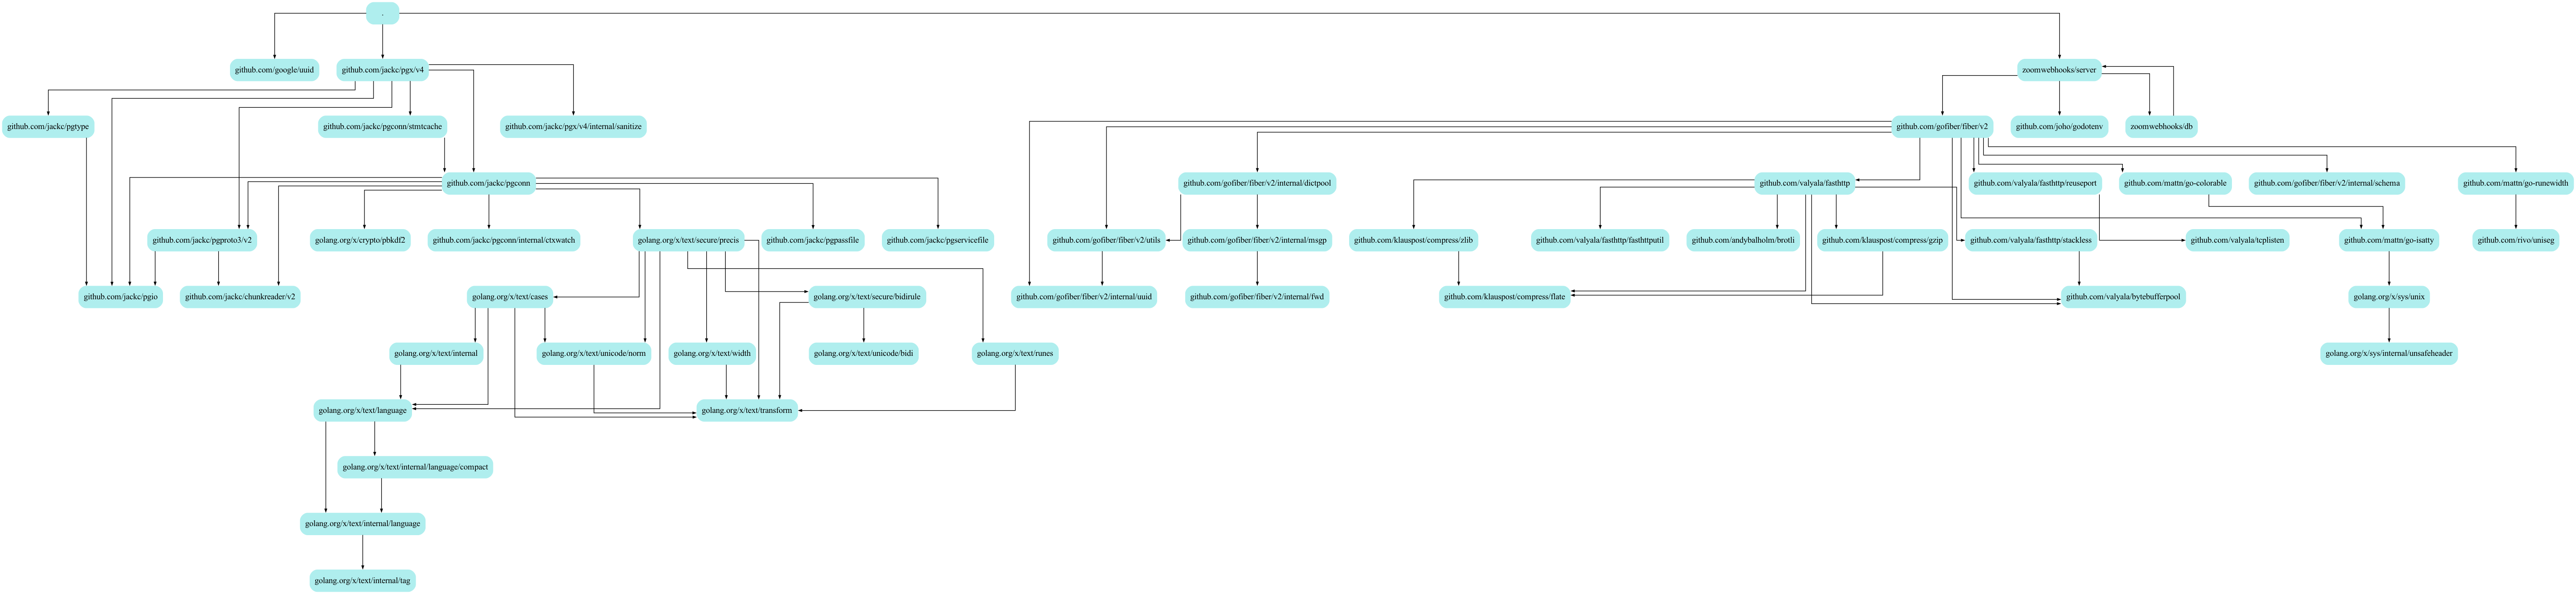 .
github.com/google/uuid
github.com/jackc/pgx/v4
zoomwebhooks/server
github.com/jackc/pgtype
github.com/jackc/pgconn/stmtcache
github.com/jackc/pgx/v4/internal/sanitize
github.com/gofiber/fiber/v2
github.com/joho/godotenv
zoomwebhooks/db
github.com/jackc/pgconn
github.com/gofiber/fiber/v2/internal/dictpool
github.com/valyala/fasthttp
github.com/valyala/fasthttp/reuseport
github.com/mattn/go-colorable
github.com/gofiber/fiber/v2/internal/schema
github.com/mattn/go-runewidth
github.com/jackc/pgproto3/v2
golang.org/x/crypto/pbkdf2
github.com/jackc/pgconn/internal/ctxwatch
golang.org/x/text/secure/precis
github.com/jackc/pgpassfile
github.com/jackc/pgservicefile
github.com/gofiber/fiber/v2/utils
github.com/gofiber/fiber/v2/internal/msgp
github.com/klauspost/compress/zlib
github.com/valyala/fasthttp/fasthttputil
github.com/andybalholm/brotli
github.com/klauspost/compress/gzip
github.com/valyala/fasthttp/stackless
github.com/valyala/tcplisten
github.com/mattn/go-isatty
github.com/rivo/uniseg
github.com/jackc/pgio
github.com/jackc/chunkreader/v2
golang.org/x/text/cases
golang.org/x/text/secure/bidirule
github.com/gofiber/fiber/v2/internal/uuid
github.com/gofiber/fiber/v2/internal/fwd
github.com/klauspost/compress/flate
github.com/valyala/bytebufferpool
golang.org/x/sys/unix
golang.org/x/text/internal
golang.org/x/text/unicode/norm
golang.org/x/text/width
golang.org/x/text/unicode/bidi
golang.org/x/text/runes
golang.org/x/sys/internal/unsafeheader
golang.org/x/text/language
golang.org/x/text/transform
golang.org/x/text/internal/language/compact
golang.org/x/text/internal/language
golang.org/x/text/internal/tag